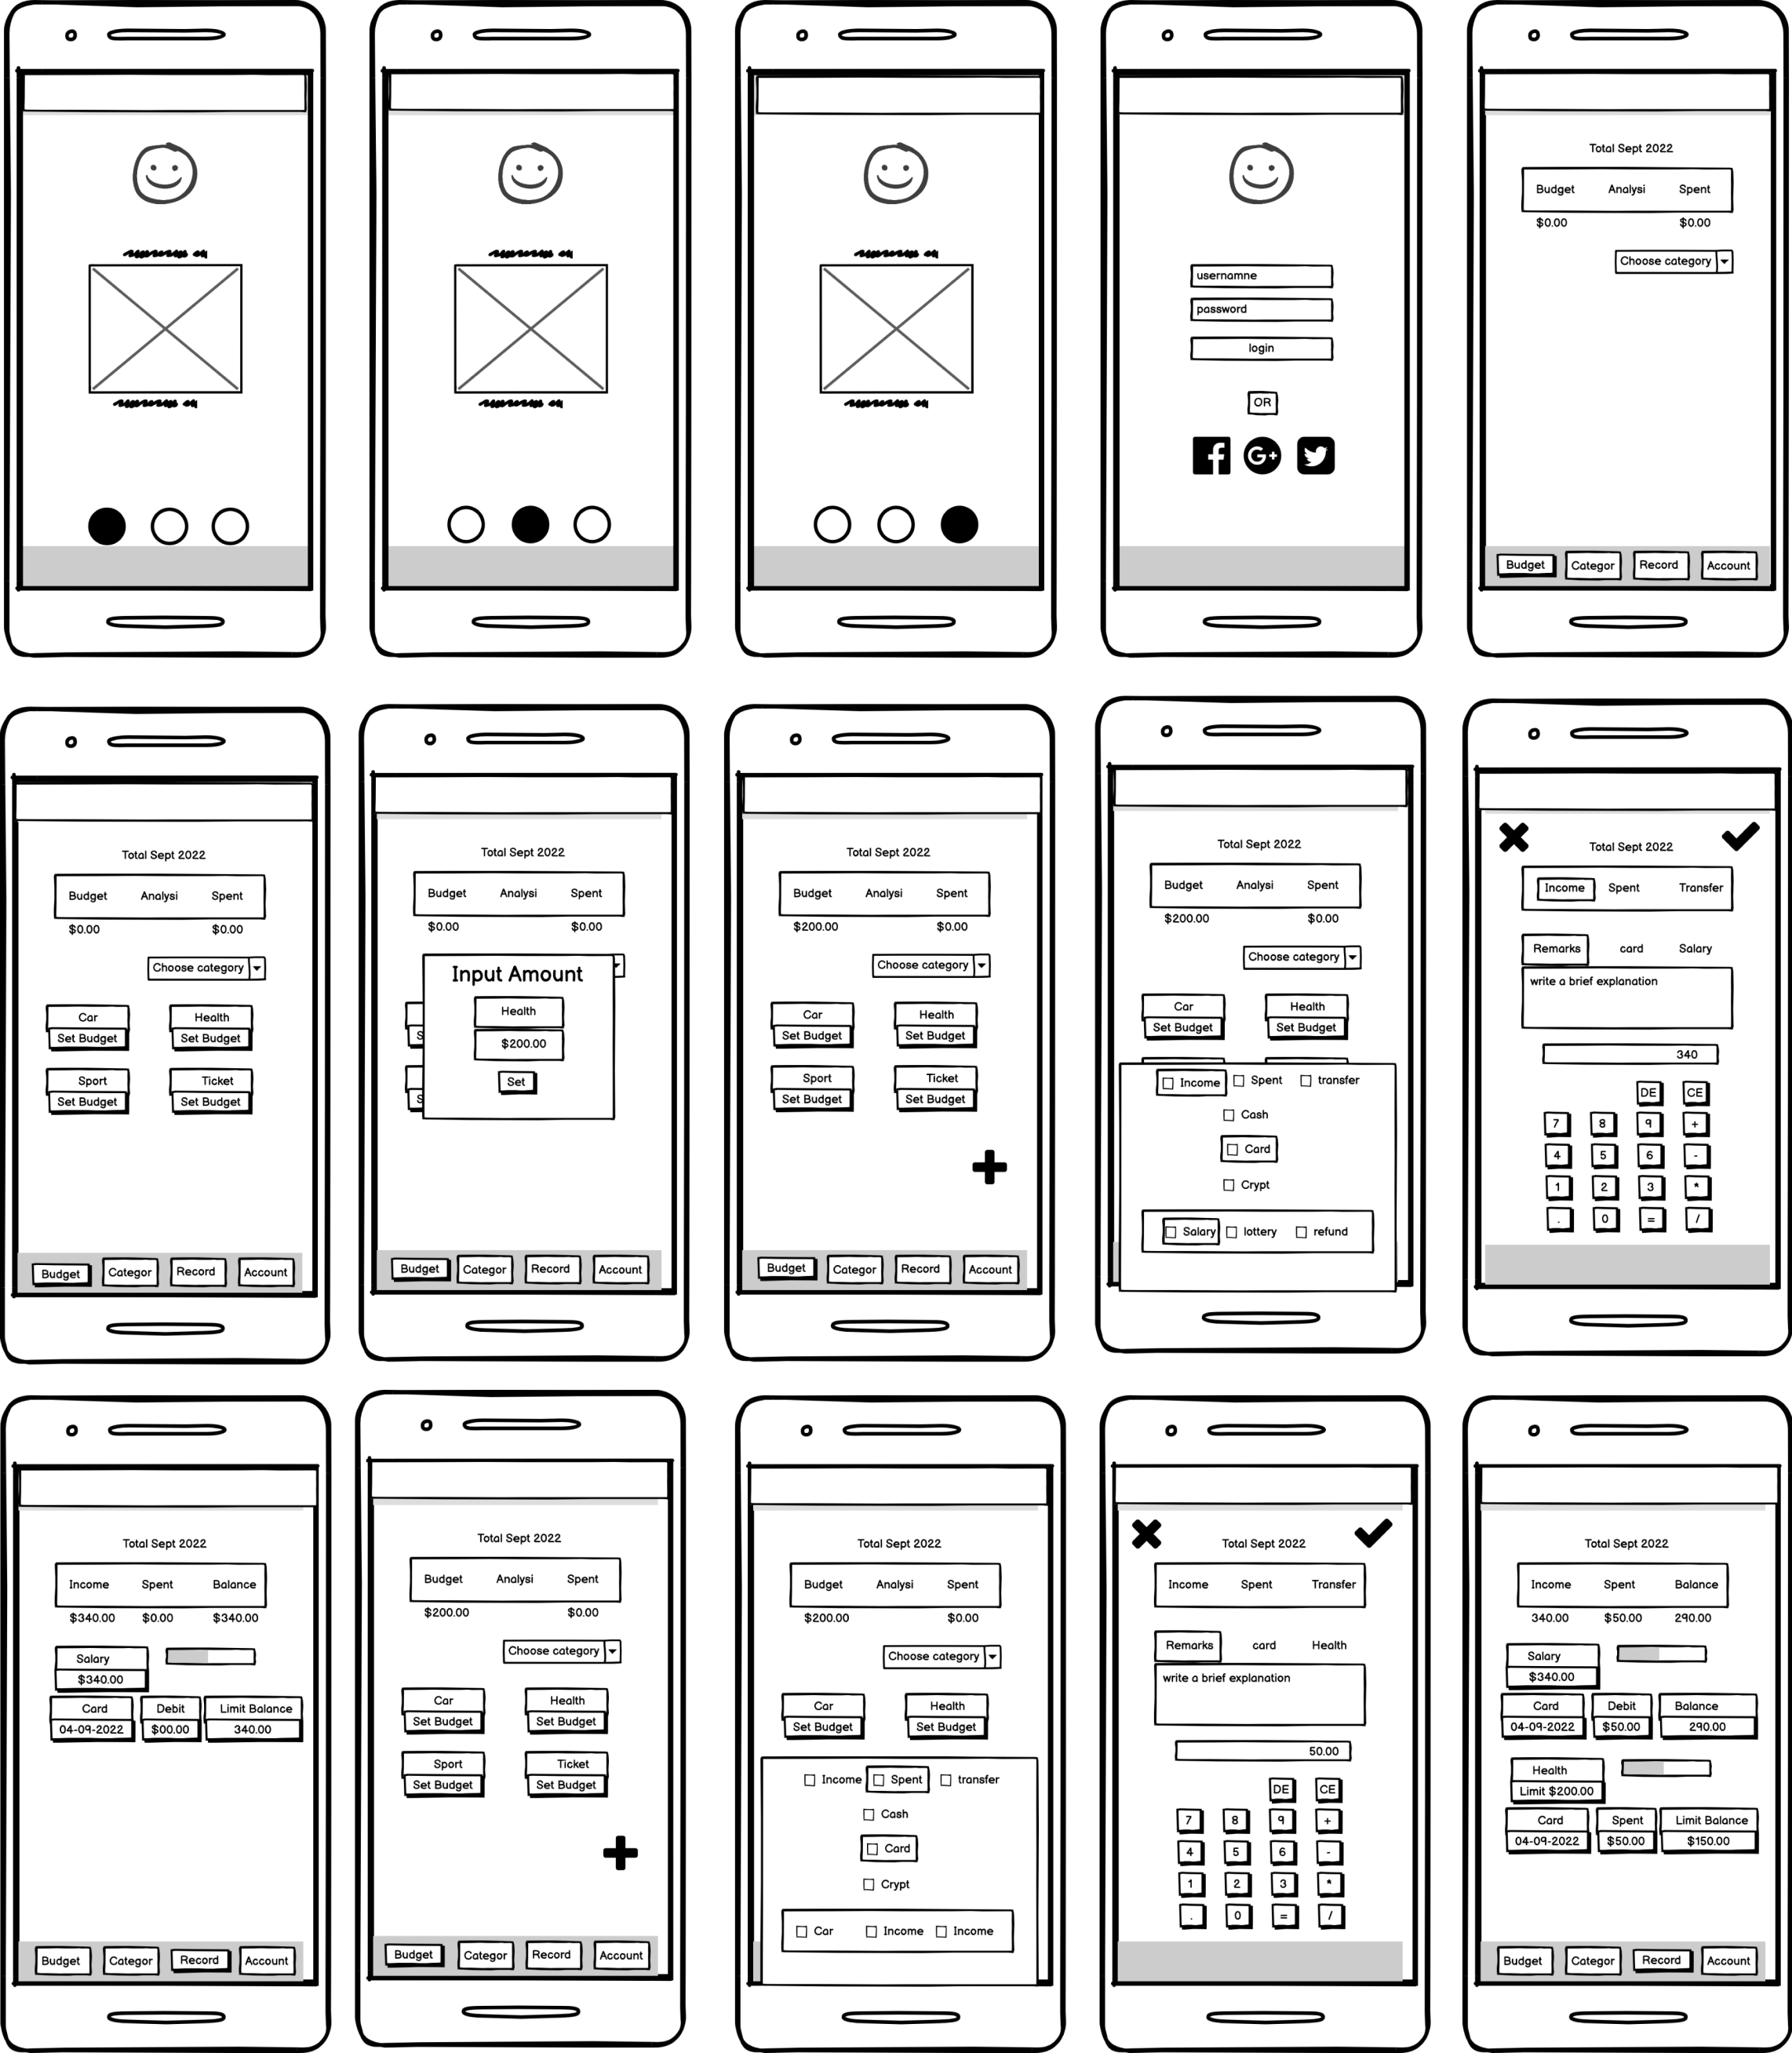 usernamne
password
login
OR
Total Sept 2022
Budget Analysi Spent
$0.00 $0.00
Choose category
Budget Categor Record Account
Total Sept 2022
Budget Analysi Spent
$0.00 $0.00
Choose category
Car Health
Set Budget Set Budget
Sport Ticket
Set Budget Set Budget
Budget Categor Record Account
Total Sept 2022
Budget Analysi Spent
$0.00 $0.00
Input Amount
Health
$200.00
S
Set
S
Budget Categor Record Account
Total Sept 2022
Budget Analysi Spent
$200.00 $0.00
Choose category
Car Health
Set Budget Set Budget
Sport Ticket
Set Budget Set Budget
Budget Categor Record Account
Total Sept 2022
Budget Analysi Spent
$200.00 $0.00
Choose category
Car Health
Set Budget Set Budget
Income Spent transfer
Cash
Card
Crypt
Salary lottery refund
Total Sept 2022
Income Spent Transfer
Remarks card Salary
write a brief explanation
340
DE CE
7 8 9 +
4 5 6 -
1 2 3 *
. 0 = /
Total Sept 2022
Income Spent Balance
$340.00 $0.00 $340.00
Salary
$340.00
Card Debit Limit Balance
04-09-2022 $00.00 340.00
Budget Categor Record Account
Total Sept 2022
Budget Analysi Spent
$200.00 $0.00
Choose category
Car Health
Set Budget Set Budget
Sport Ticket
Set Budget Set Budget
Budget Categor Record Account
Total Sept 2022
Budget Analysi Spent
$200.00 $0.00
Choose category
Car Health
Set Budget Set Budget
Income Spent transfer
Cash
Card
Crypt
Car Income Income
Total Sept 2022
Income Spent Transfer
Remarks card Health
write a brief explanation
50.00
DE CE
7 8 9 +
4 5 6 -
1 2 3 *
. 0 = /
Total Sept 2022
Income Spent Balance
340.00 $50.00 290.00
Salary
$340.00
Card Debit Balance
04-09-2022 $50.00 290.00
Health
Limit $200.00
Card Spent Limit Balance
04-09-2022 $50.00 $150.00
Budget Categor Record Account